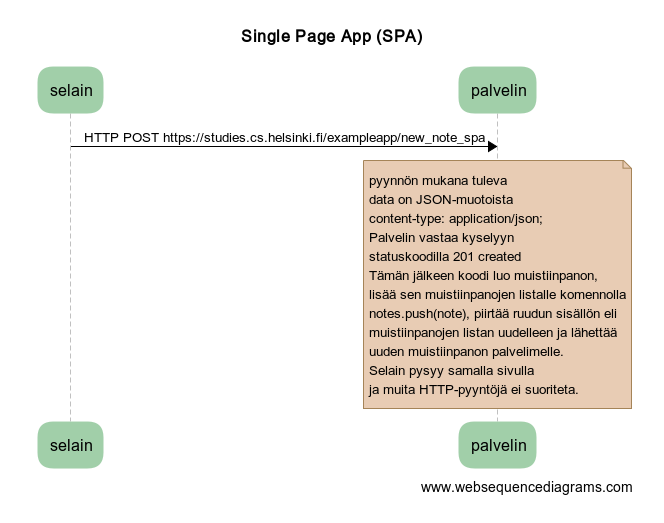 Single Page App (SPA)
selain
palvelin
HTTP POST https://studies.cs.helsinki.fi/exampleapp/new_note_spa
pyynnön mukana tuleva
data on JSON-muotoista
content-type: application/json;
Palvelin vastaa kyselyyn
statuskoodilla 201 created
Tämän jälkeen koodi luo muistiinpanon,
lisää sen muistiinpanojen listalle komennolla
notes.push(note), piirtää ruudun sisällön eli
muistiinpanojen listan uudelleen ja lähettää
uuden muistiinpanon palvelimelle.
Selain pysyy samalla sivulla
ja muita HTTP-pyyntöjä ei suoriteta.
selain
palvelin
www.websequencediagrams.com